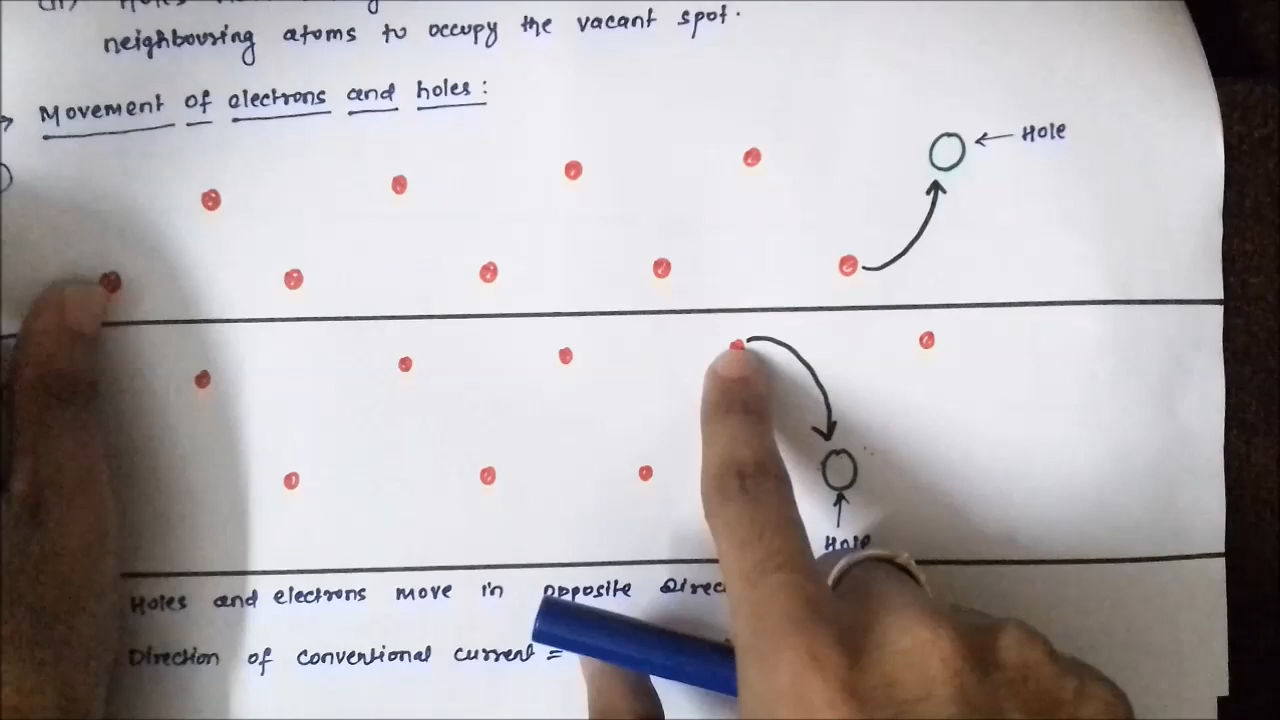 neighbouring atoms to occupy the vacant spot.
Movement of electrons and holes:
Hole
Hole
Holes and electrons move in opposite
Direction of conventional current =